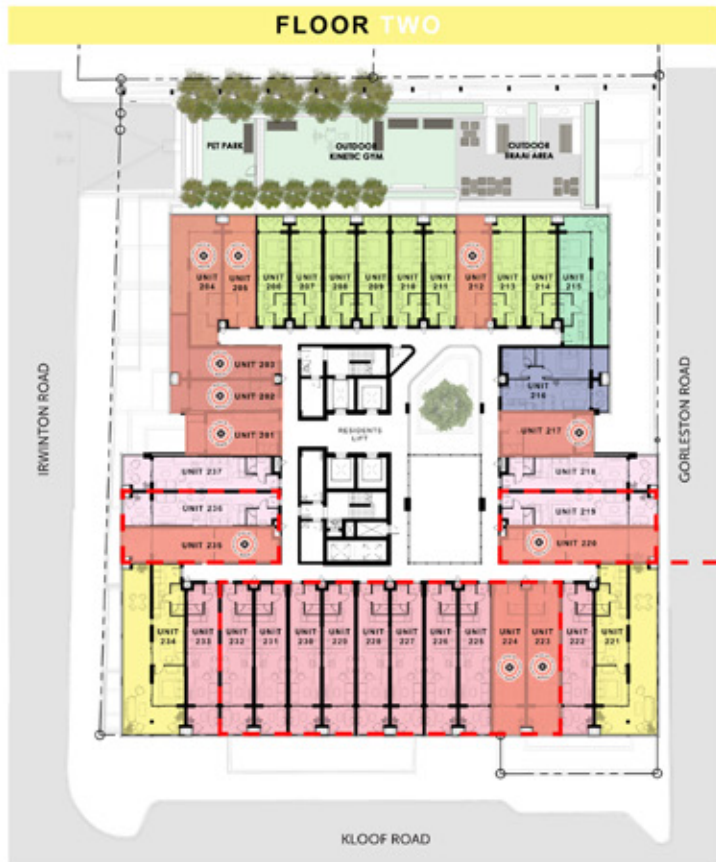 FLOOR TWO
PET PARK
OUTDOOR
KINETIC GYM
OUTDOOR
BRAAI AREA
UNIT
204
UNIT
205
UNIT
206
UNIT
207
UNIT
208
UNIT
209
UNIT
210
UNIT
211
UNIT
212
UNIT
213
UNIT
214
UNIT
215
UNIT 203
UNIT 202
UNIT 201
UNIT
216
UNIT 217
RESIDENTS
LIFT
UNIT 237
UNIT 236
UNIT 235
UNIT 218
UNIT 219
UNIT 220
UNIT
234
UNIT
233
UNIT
232
UNIT
231
UNIT
230
UNIT
229
UNIT
228
UNIT
227
UNIT
226
UNIT
225
UNIT
224
UNIT
223
UNIT
222
UNIT
221
IRWINTON ROAD
GORLESTON ROAD
KLOOF ROAD